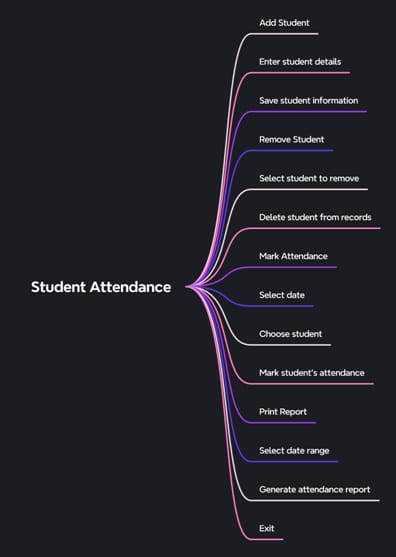 Add Student
Enter student details
Save student information
Remove Student
Select student to remove
Delete student from records
Mark Attendance
Student Attendance
Select date
Choose student
Mark student's attendance
Print Report
Select date range
Generate attendance report
Exit